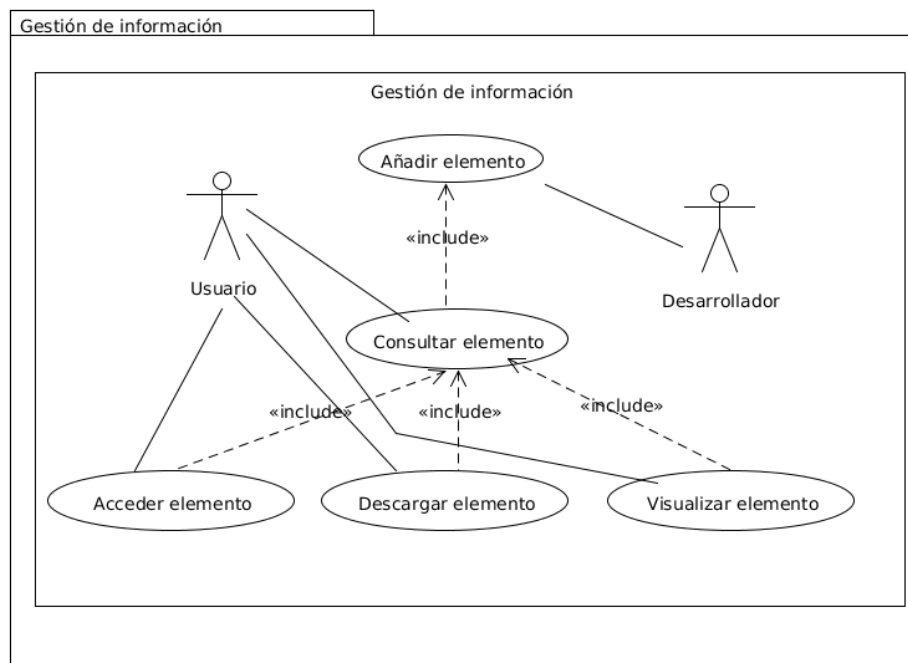 Gestión de información
Gestión de información
Añadir elemento
«include»
Usuario
Desarrollador
Consultar elemento
«include»
«include»
«include»
Acceder elemento
Descargar elemento
Visualizar elemento